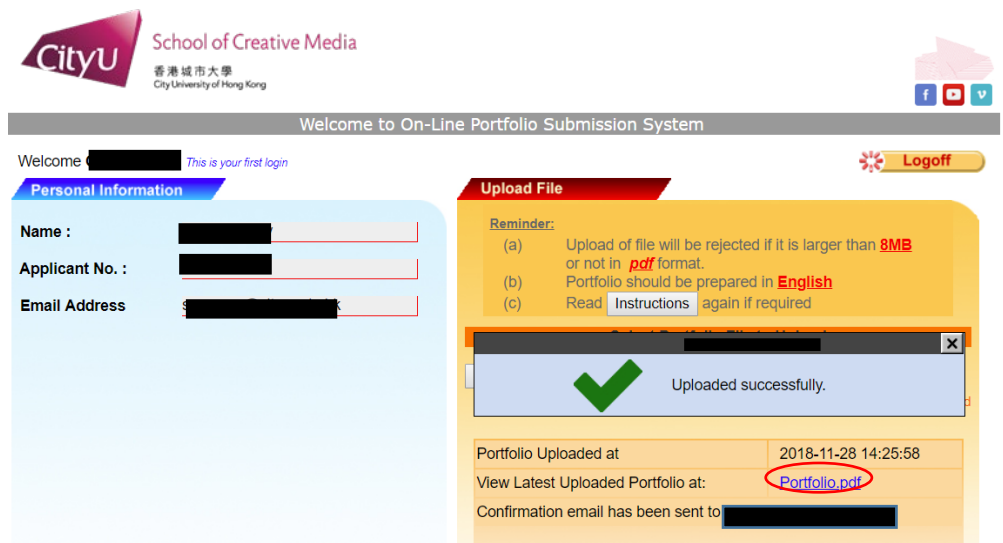 CityU
School of Creative Media
香港城市大學
City University of Hong Kong
Welcome to On-Line Portfolio Submission System
Welcome
This is your first login
Logoff
Personal Information
Name :
Applicant No. :
Email Address
Upload File
Reminder:
(a) Upload of file will be rejected if it is larger than 8MB
or not in pdf format.
(b) Portfolio should be prepared in English
(c) Read Instructions again if required
Uploaded successfully.
Portfolio Uploaded at 2018-11-28 14:25:58
View Latest Uploaded Portfolio at: Portfolio.pdf
Confirmation email has been sent to